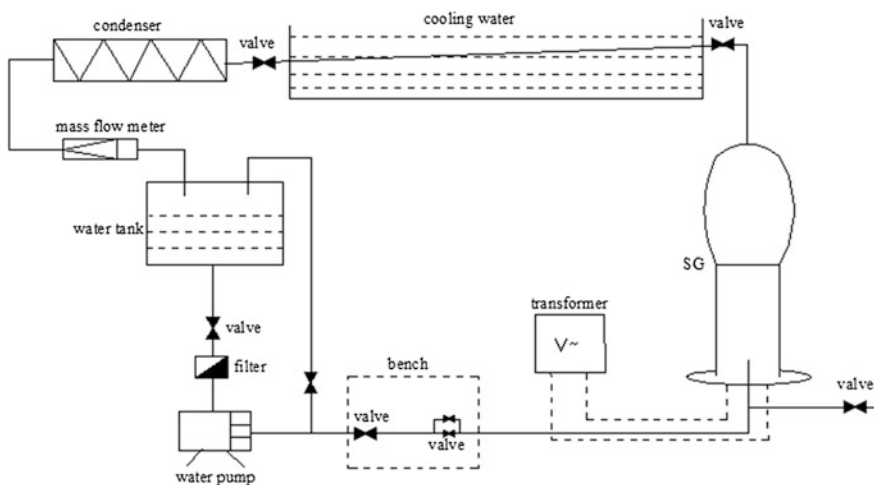 cooling water
condenser
valve
valve
mass flow meter
water tank
SG
transformer
V~
valve
filter
bench
valve
valve
valve
water pump